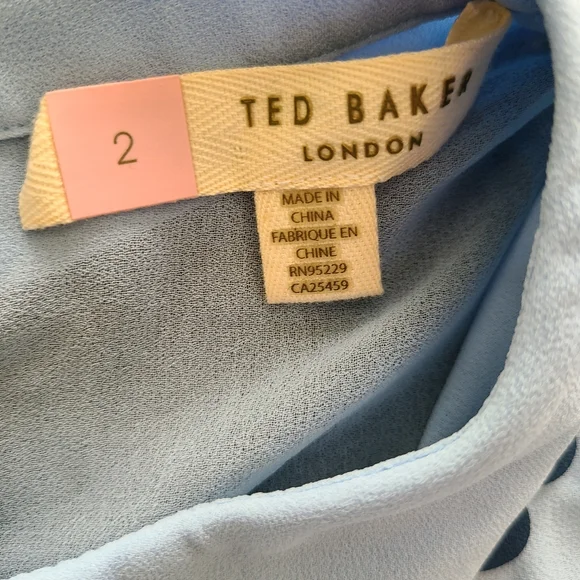 2
TED BAKER
LONDON
MADE IN
CHINA
FABRIQUE EN
CHINE
RN95229
CA25459